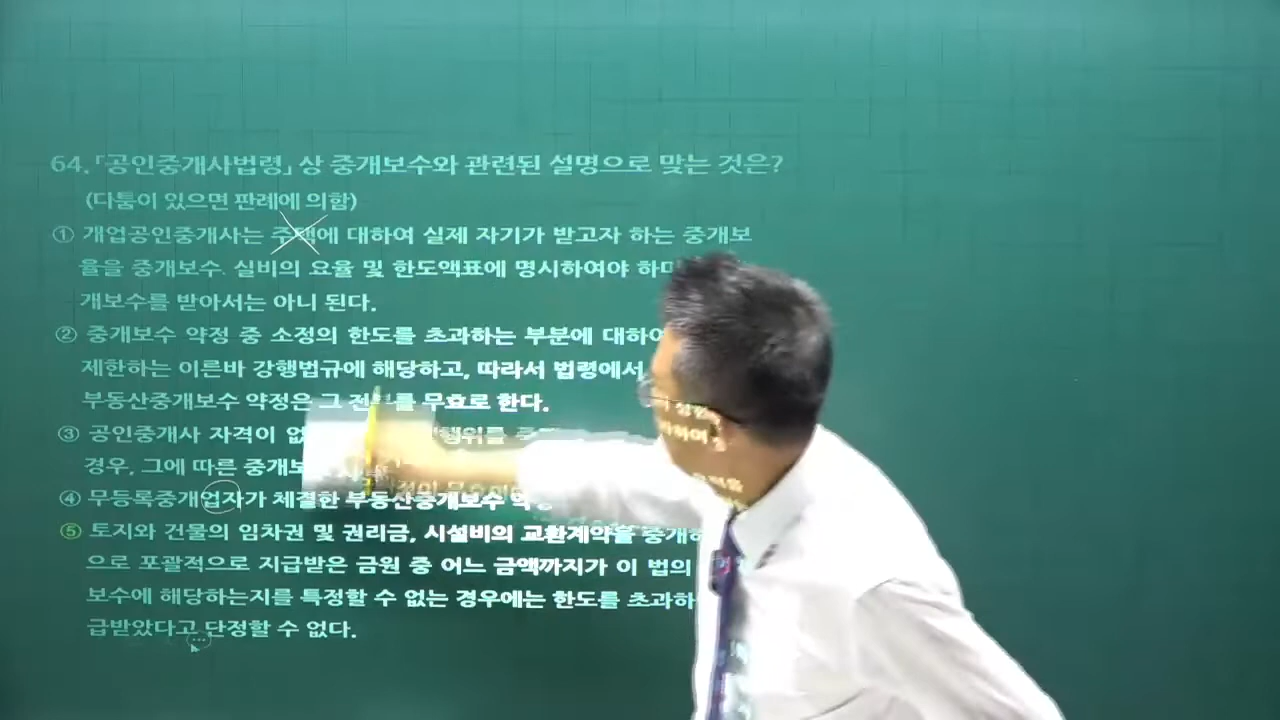 64. 「공인중개사법령」 상 중개보수와 관련된 설명으로 맞는 것은?
(다툼이 있으면 판례에 의함)
① 개업공인중개사는 주택에 대하여 실제 자기가 받고자 하는 중개보
율을 중개보수. 실비의 요율 및 한도액표에 명시하여야 하며
개보수를 받아서는 아니 된다.
② 중개보수 약정 중 소정의 한도를 초과하는 부분에 대하여
제한하는 이른바 강행법규에 해당하고, 따라서 법령에서
부동산중개보수 약정은 그 전부를 무효로 한다.
③ 공인중개사 자격이 없
경우, 그에 따른 중개보
④ 무등록중개업자가 체결한 부동산중개보수 약정
⑤ 토지와 건물의 임차권 및 권리금, 시설비의 교환계약을 중개하
으로 포괄적으로 지급받은 금원 중 어느 금액까지가 이 법의
보수에 해당하는지를 특정할 수 없는 경우에는 한도를 초과하
급받았다고 단정할 수 없다.